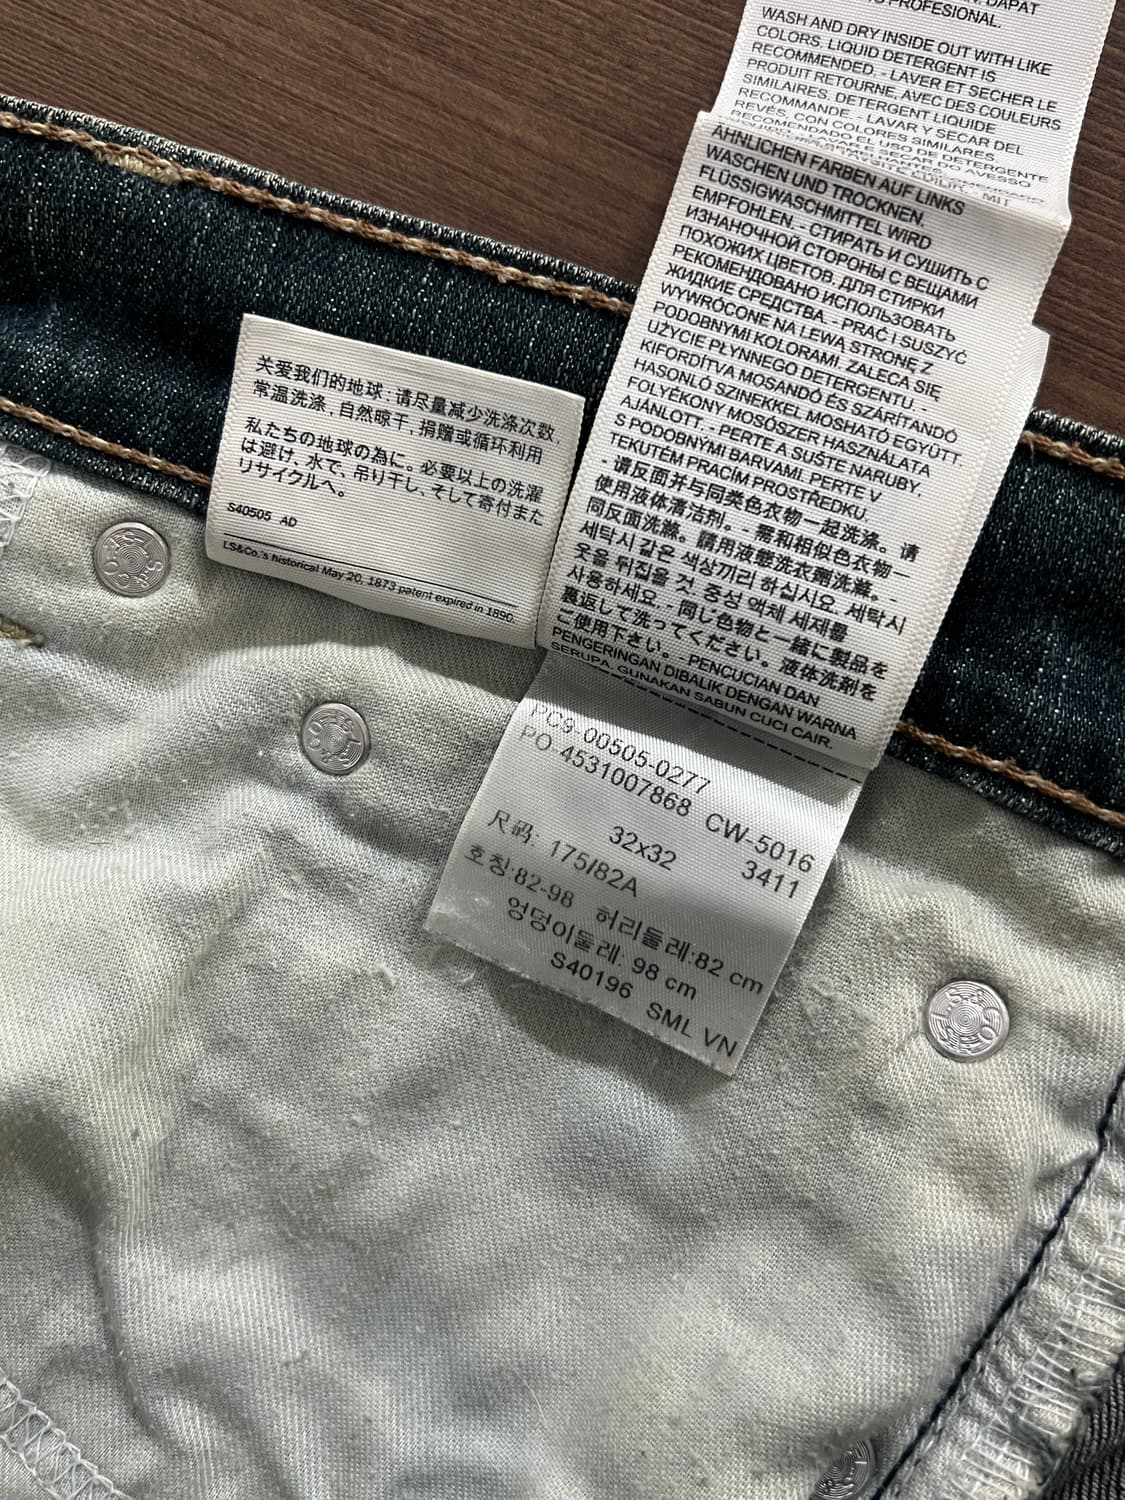 DAPAT
PROFESIONAL.
WASH AND DRY INSIDE OUT WITH LIKE
COLORS. LIQUID DETERGENT IS
RECOMMENDED. - LAVER ET SECHER LE
PRODUIT RETOURNE, AVEC DES COULEURS
SIMILAIRES. DETERGENT LIQUIDE
RECOMMANDE. - LAVAR Y SECAR DEL
REVÉS, CON COLORES SIMILARES.
RECOMENDADO EL USO DE DETERGENTE
MIT
ÄHNLICHEN FARBEN AUF LINKS
WASCHEN UND TROCKNEN.
FLÜSSIGWASCHMITTEL WIRD
EMPFOHLEN. - СТИРАТЬ И СУШИТЬ С
ИЗНАНОЧНОЙ СТОРОНЫ С ВЕЩАМИ
ПОХОЖИХ ЦВЕТОВ. ДЛЯ СТИРКИ
РЕКОМЕНДОВАНО ИСПОЛЬЗОВАТЬ
ЖИДКИЕ СРЕДСТВА. - PRAĆ I SUSZYĆ
WYWRÓCONE NA LEWĄ STRONĘ Z
PODOBNYMI KOLORAMI. ZALECA SIĘ
UŻYCIE PŁYNNEGO DETERGENTU. -
KIFORDÍTVA MOSANDÓ ÉS SZÁRÍTANDÓ
HASONLÓ SZINEKKEL MOSHATÓ EGYÜTT.
FOLYÉKONY MOSÓSZER HASZNÁLATA
AJÁNLOTT. - PERTE A SUŠTE NARUBY,
S PODOBNÝMI BARVAMI. PERTE V
TEKUTÉM PRACÍM PROSTŘEDKU.
- 请反面并与同类色衣物一起洗涤。请
使用液体清洁剂。- 需和相似色衣物一
同反面洗滌。請用液態洗衣劑洗滌。-
세탁시 같은 색상끼리 하십시요. 세탁시
옷을 뒤집을 것. 중성 액체 세제를
사용하세요. - 同じ色物と一緒に製品を
裏返して洗ってください。液体洗剤を
ご使用下さい。 PENCUCIAN DAN
PENGERINGAN DIBALIK DENGAN WARNA
SERUPA. GUNAKAN SABUN CUCI CAIR.
关爱我们的地球：请尽量减少洗涤次数，
常温洗涤，自然晾干，捐赠或循环利用
私たちの地球の為に。必要以上の洗濯
は避け、水で、吊り干し、そして寄付また
リサイクルへ。
S40505 AD
LS&Co.'s historical May 20, 1873 patent expired in 1890.
PC9-00505-0277
PO 4531007868 CW-5016
32x32 3411
尺码: 175/82A
호칭:82-98 허리둘레:82 cm
엉덩이둘레: 98 cm
S40196 SML VN